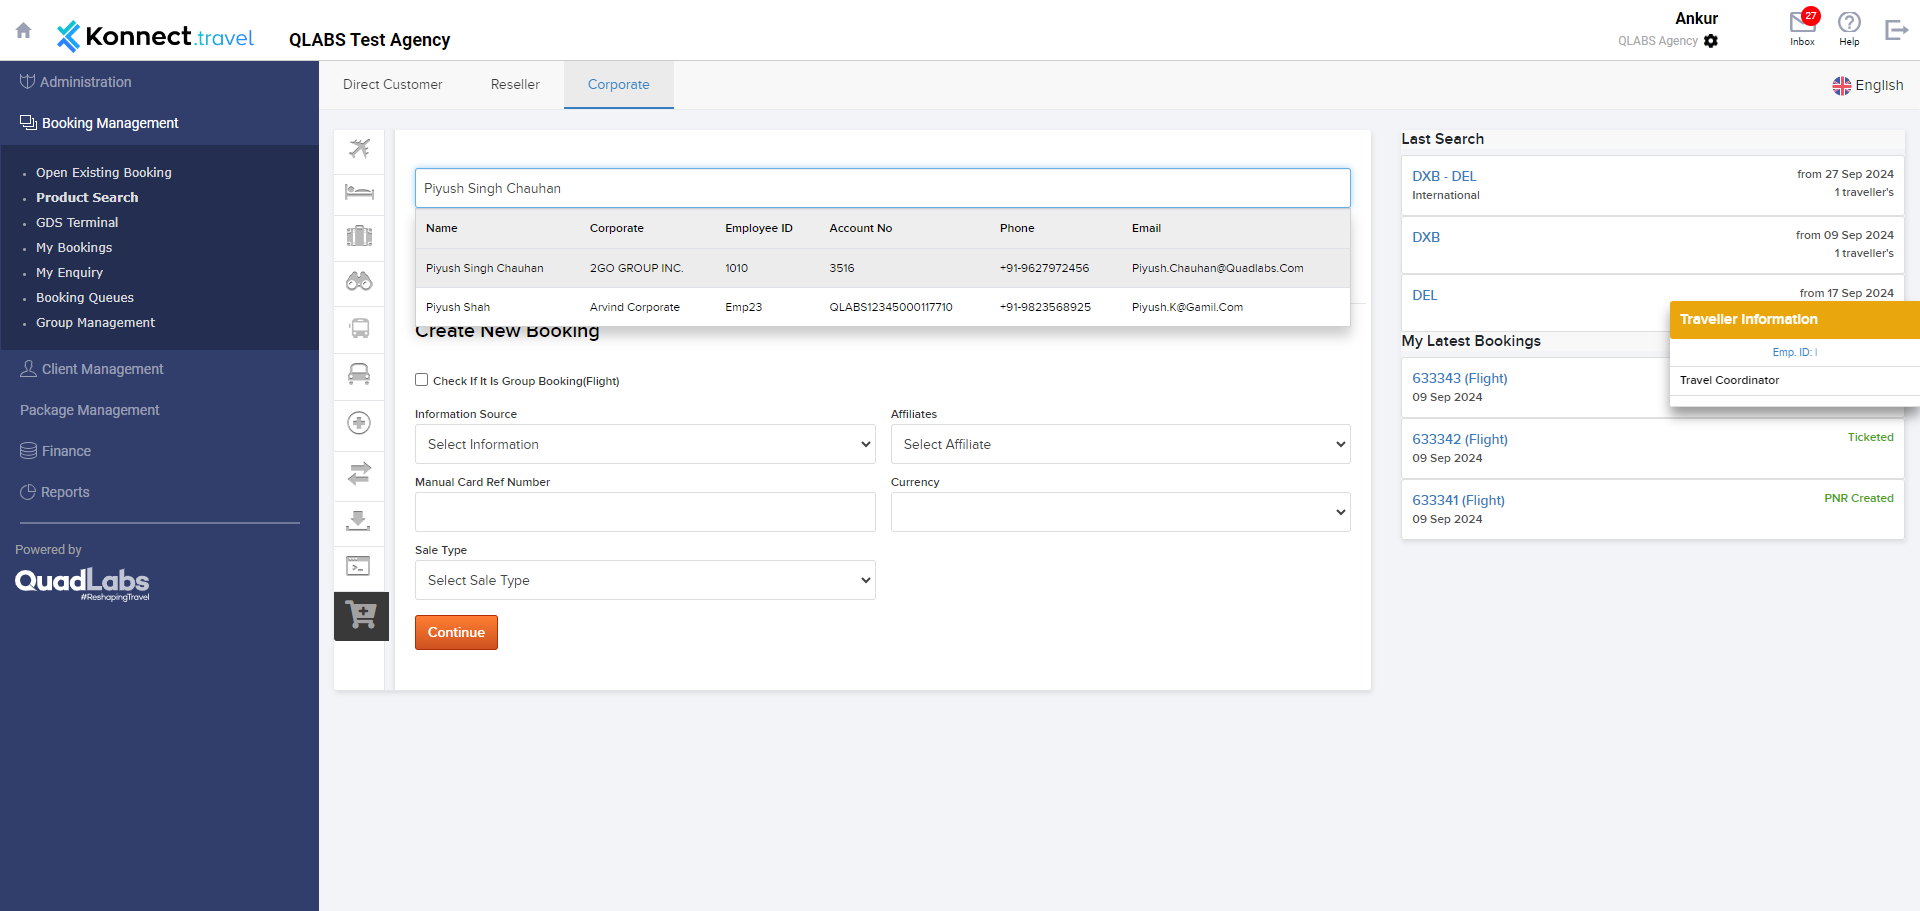 Konnect.travel
QLABS Test Agency
Ankur
QLABS Agency
27
Inbox
Help
Administration
Booking Management
Open Existing Booking
Product Search
GDS Terminal
My Bookings
My Enquiry
Booking Queues
Group Management
Client Management
Package Management
Finance
Reports
Powered by
QuadLabs
#ReshapingTravel
Direct Customer
Reseller
Corporate
English
Piyush Singh Chauhan
Name Corporate Employee ID Account No Phone Email
Piyush Singh Chauhan 2GO GROUP INC. 1010 3516 +91-9627972456 Piyush.Chauhan@Quadlabs.Com
Piyush Shah Arvind Corporate Emp23 QLABS12345000117710 +91-9823568925 Piyush.K@Gamil.Com
Create New Booking
Check If It Is Group Booking(Flight)
Information Source
Select Information
Affiliates
Select Affiliate
Manual Card Ref Number
Currency
Sale Type
Select Sale Type
Continue
Last Search
DXB - DEL
from 27 Sep 2024
International
1 traveller's
DXB
from 09 Sep 2024
1 traveller's
DEL
from 17 Sep 2024
Traveller Information
Emp. ID: |
Travel Coordinator
My Latest Bookings
633343 (Flight)
09 Sep 2024
633342 (Flight)
Ticketed
09 Sep 2024
633341 (Flight)
PNR Created
09 Sep 2024